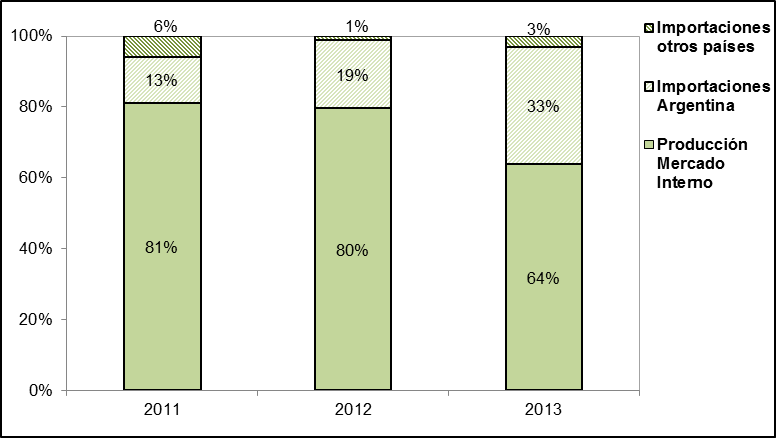 6%
1%
3%
100%
80%
60%
40%
20%
0%
13%
19%
33%
81%
80%
64%
2011
2012
2013
Importaciones
otros países
Importaciones
Argentina
Producción
Mercado
Interno